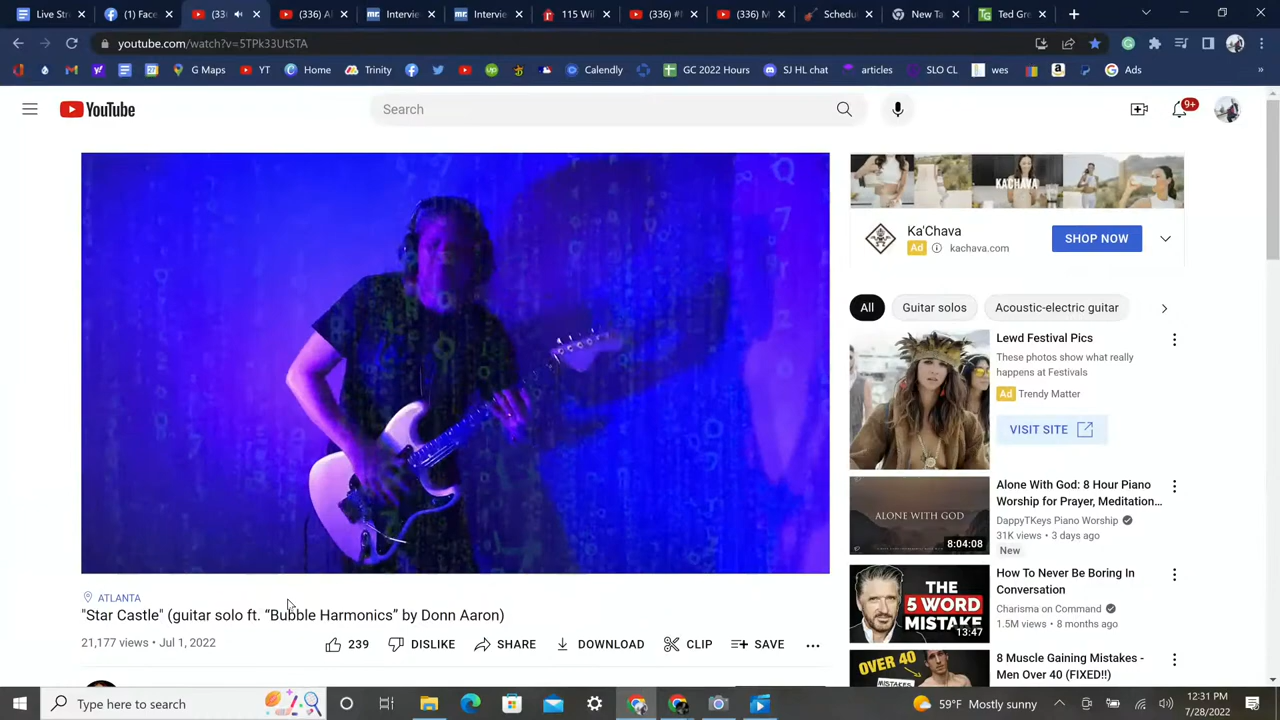 Live Str
(1) Face
(33
(336) A
Intervie
Intervie
115 Wi
(336) #
(336) M
Schedul
New Ta
Ted Gr
youtube.com/watch?v=5TPk33UtSTA
G Maps
YT
Home
Trinity
Calendly
GC 2022 Hours
SJ HL chat
articles
SLO CL
wes
Ads
»
YouTube
Search
9+
KACHAVA
Ka'Chava
Ad kachava.com
SHOP NOW
All
Guitar solos
Acoustic-electric guitar
Lewd Festival Pics
These photos show what really
happens at Festivals
Ad Trendy Matter
VISIT SITE
ALONE WITH GOD
8:04:08
Alone With God: 8 Hour Piano
Worship for Prayer, Meditation...
DappyTKeys Piano Worship
31K views • 3 days ago
New
THE
5 WORD
MISTAKE
13:47
How To Never Be Boring In
Conversation
Charisma on Command
1.5M views • 8 months ago
OVER 40
MISTAKES
8 Muscle Gaining Mistakes -
Men Over 40 (FIXED!!)
ATLANTA
"Star Castle" (guitar solo ft. “Bubble Harmonics” by Donn Aaron)
21,177 views • Jul 1, 2022
239
DISLIKE
SHARE
DOWNLOAD
CLIP
SAVE
Type here to search
59°F Mostly sunny
12:31 PM
7/28/2022